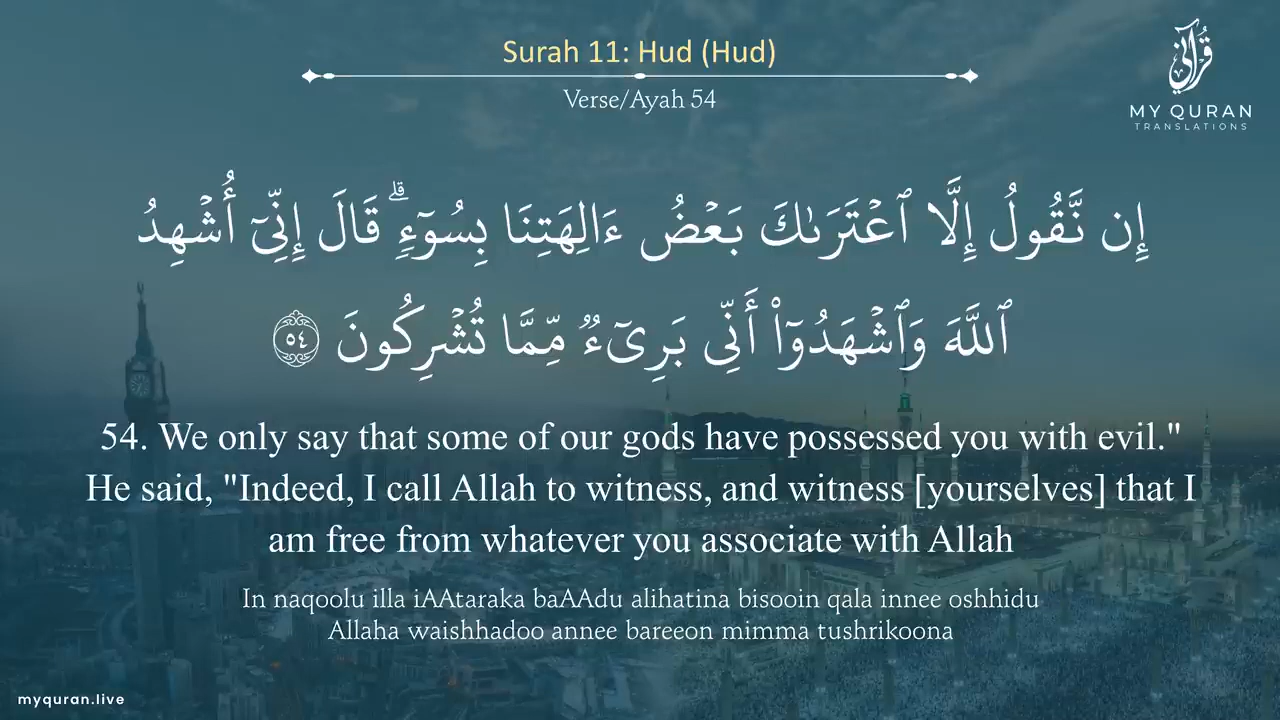 Surah 11: Hud (Hud)
Verse/Ayah 54
قرآني
MY QURAN
TRANSLATIONS
إِن نَّقُولُ إِلَّا ٱعْتَرَىٰكَ بَعْضُ ءَالِهَتِنَا بِسُوٓءٍۢ ۗ قَالَ إِنِّىٓ أُشْهِدُ
ٱللَّهَ وَٱشْهَدُوٓا۟ أَنِّى بَرِىٓءٌۭ مِّمَّا تُشْرِكُونَ ٥٤
54. We only say that some of our gods have possessed you with evil."
He said, "Indeed, I call Allah to witness, and witness [yourselves] that I
am free from whatever you associate with Allah
In naqoolu illa iAAtaraka baAAdu alihatina bisooin qala innee oshhidu
Allaha waishhadoo annee bareeon mimma tushrikoona
myquran.live